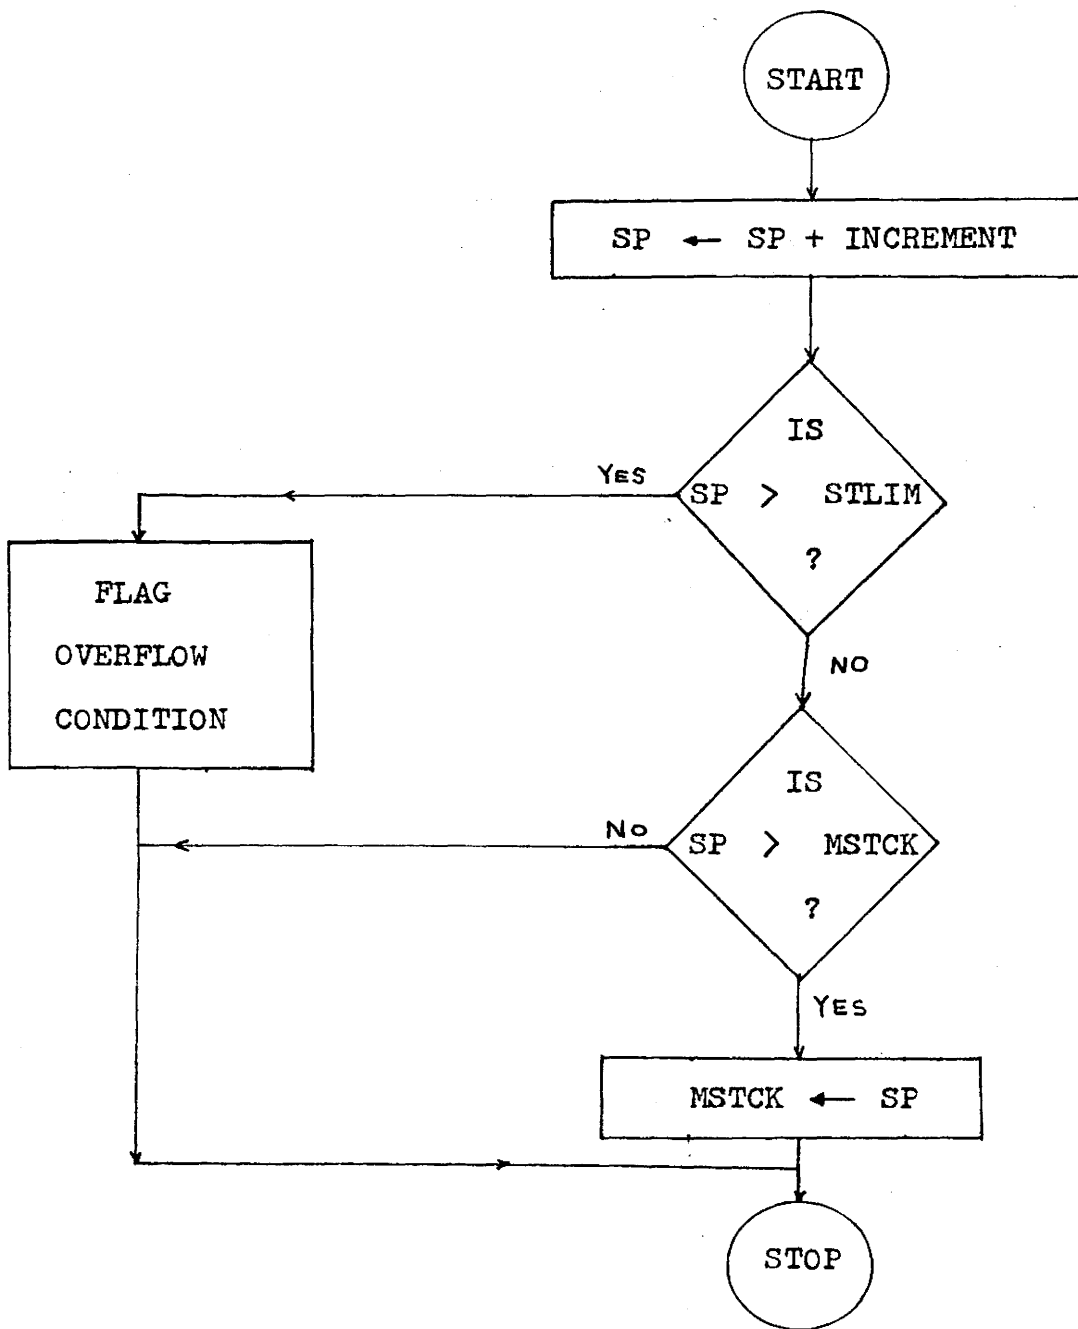 START
SP ← SP + INCREMENT
IS
YES
SP > STLIM
?
FLAG
OVERFLOW
CONDITION
NO
IS
NO
SP > MSTCK
?
YES
MSTCK ← SP
STOP